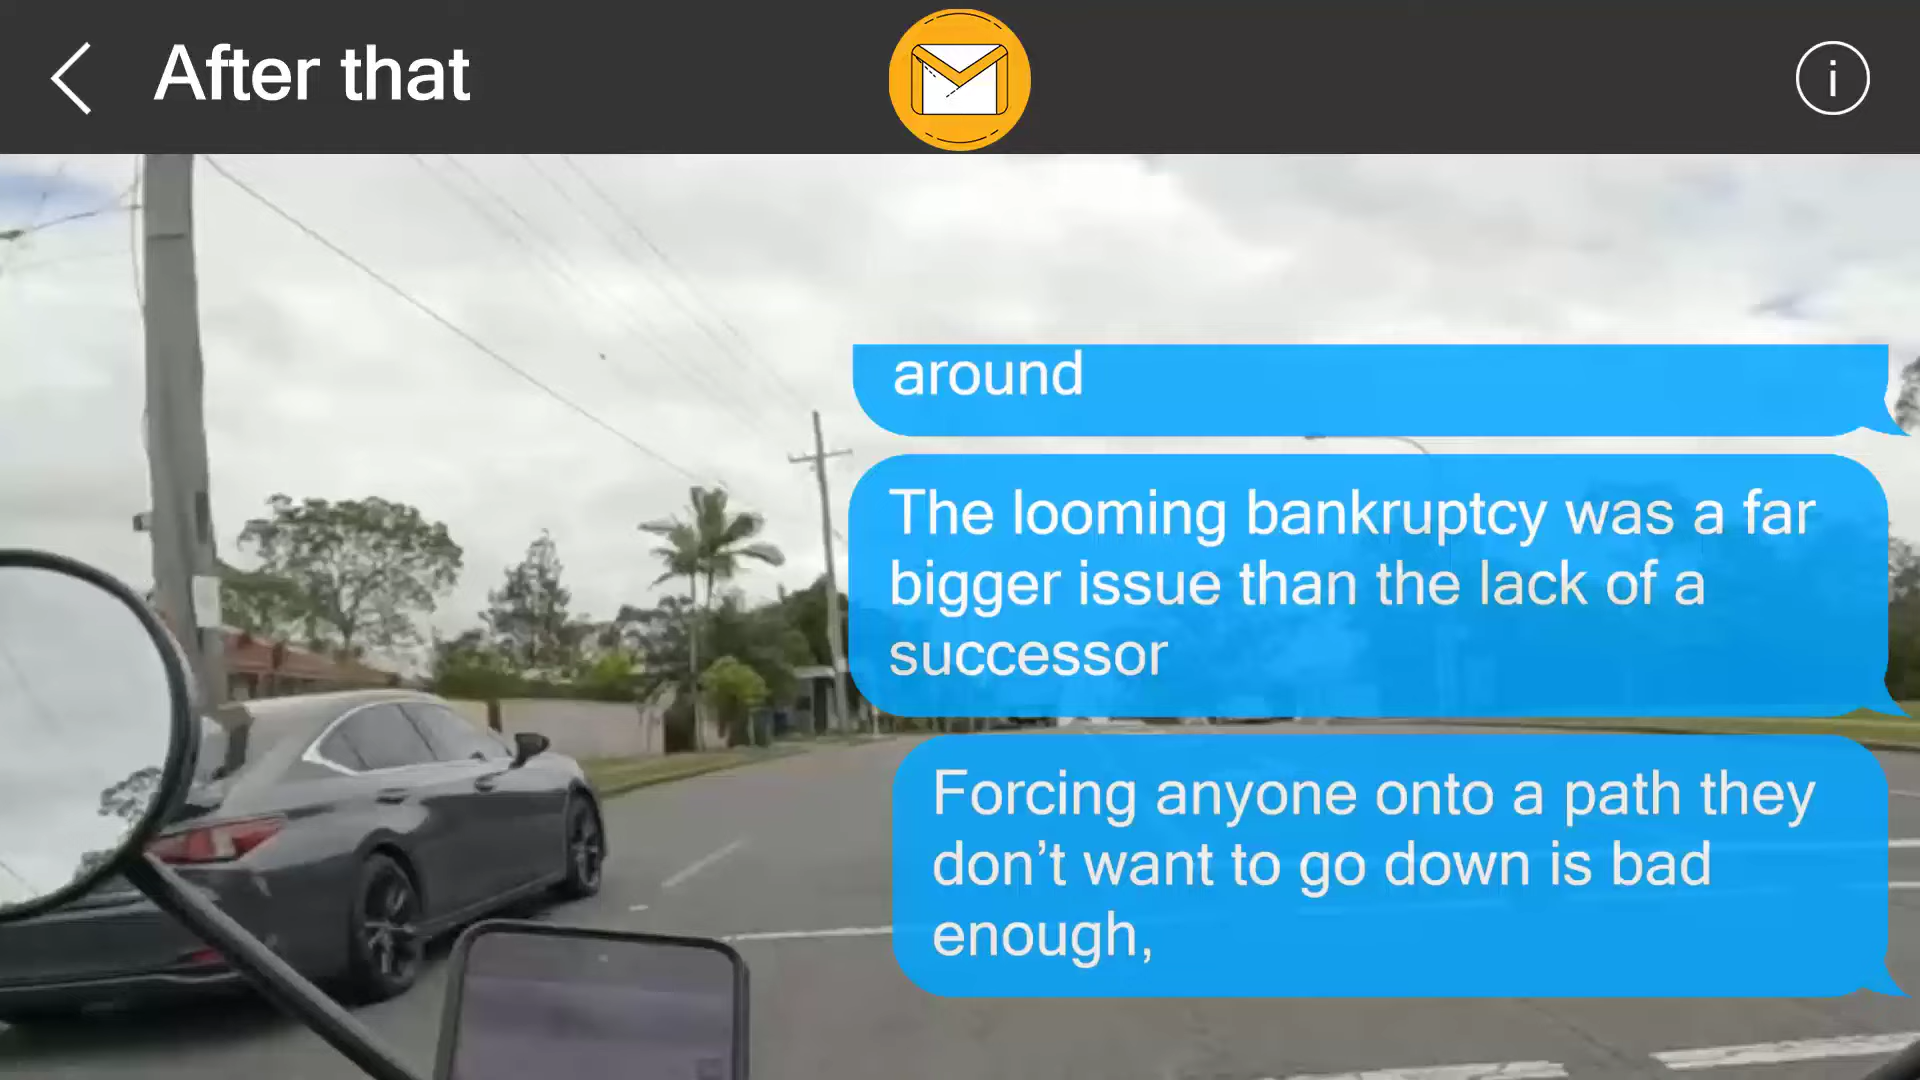 After that
around
The looming bankruptcy was a far
bigger issue than the lack of a
successor
Forcing anyone onto a path they
don’t want to go down is bad
enough,